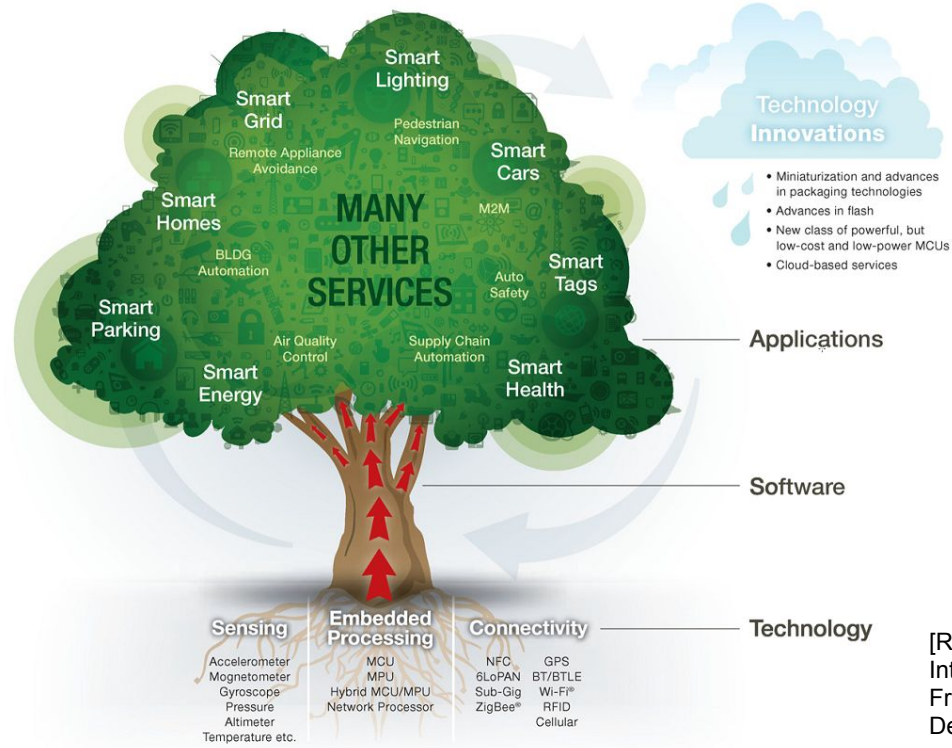 Smart
Lighting
Smart
Grid
Pedestrian
Navigation
Remote Appliance
Avoidance
Smart
Cars
Smart
Homes
MANY
OTHER
SERVICES
M2M
BLDG
Automation
Auto
Safety
Smart
Tags
Smart
Parking
Air Quality
Control
Supply Chain
Automation
Smart
Energy
Smart
Health
Technology
Innovations
• Miniaturization and advances
in packaging technologies
• Advances in flash
• New class of powerful, but
low-cost and low-power MCUs
• Cloud-based services
Applications
Software
Technology
Sensing
Accelerometer
Mognetometer
Gyroscope
Pressure
Altimeter
Temperature etc.
Embedded
Processing
MCU
MPU
Hybrid MCU/MPU
Network Processor
Connectivity
NFC GPS
6LoPAN BT/BTLE
Sub-Gig Wi-Fi®
ZigBee® RFID
Cellular